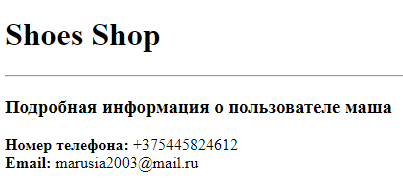 Shoes Shop
Подробная информация о пользователе маша
Номер телефона: +375445824612
Email: marusia2003@mail.ru